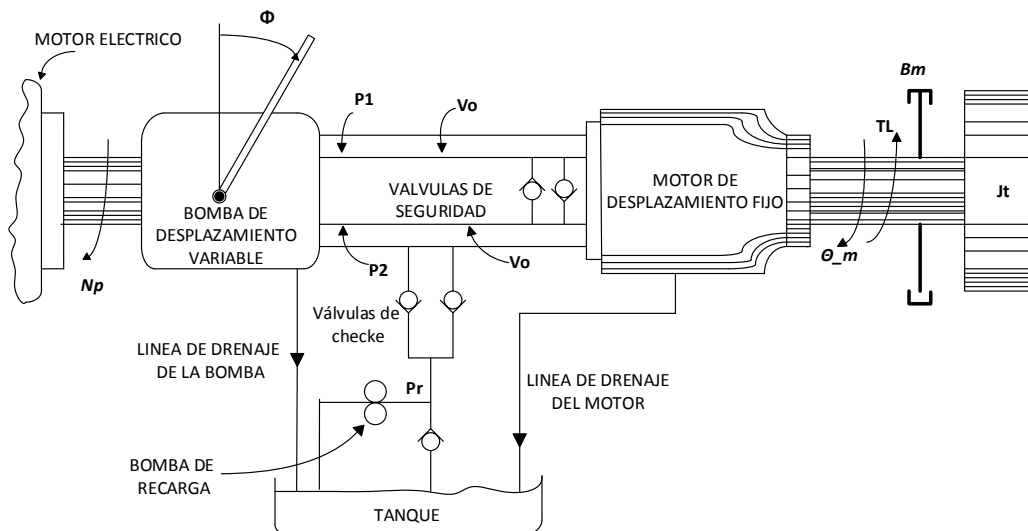 Φ
MOTOR ELECTRICO
P1
Vo
Bm
TL
VALVULAS DE
SEGURIDAD
MOTOR DE
DESPLAZAMIENTO FIJO
Jt
BOMBA DE
DESPLAZAMIENTO
VARIABLE
Np
P2
Vo
Θ_m
Válvulas de
checke
LINEA DE DRENAJE
DE LA BOMBA
Pr
LINEA DE DRENAJE
DEL MOTOR
BOMBA DE
RECARGA
TANQUE